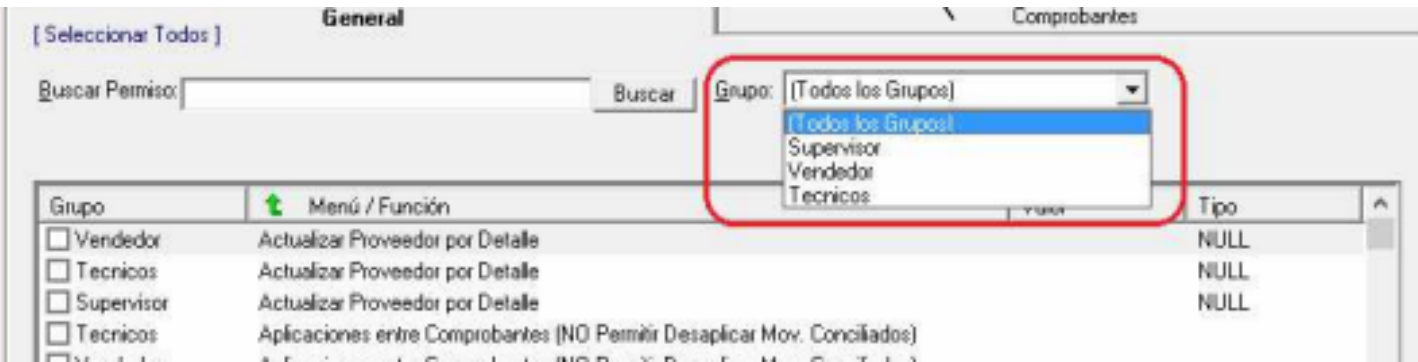 General
Comprobantes
[ Seleccionar Todos ]
Buscar Permiso:
Buscar
Grupo: (Todos los Grupos)
(Todos los Grupos)
Supervisor
Vendedor
Tecnicos
Grupo Menú / Función Valor Tipo
Vendedor Actualizar Proveedor por Detalle NULL
Tecnicos Actualizar Proveedor por Detalle NULL
Supervisor Actualizar Proveedor por Detalle NULL
Tecnicos Aplicaciones entre Comprobantes (NO Permitir Desaplicar Mov. Conciliados)